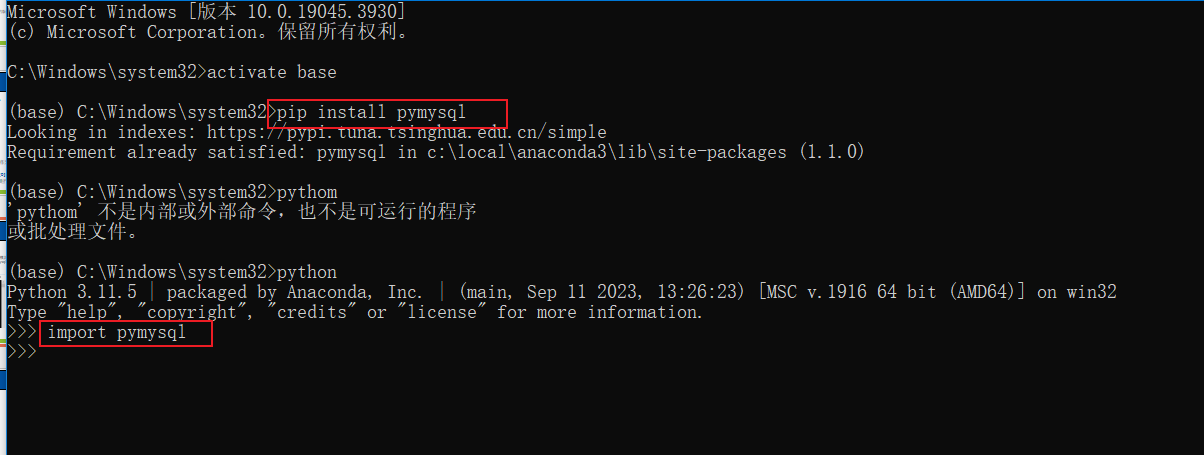 Microsoft Windows [版本 10.0.19045.3930]
(c) Microsoft Corporation。保留所有权利。
C:\Windows\system32>activate base
(base) C:\Windows\system32>pip install pymysql
Looking in indexes: https://pypi.tuna.tsinghua.edu.cn/simple
Requirement already satisfied: pymysql in c:\local\anaconda3\lib\site-packages (1.1.0)
(base) C:\Windows\system32>pythom
'pythom' 不是内部或外部命令，也不是可运行的程序
或批处理文件。
(base) C:\Windows\system32>python
Python 3.11.5 | packaged by Anaconda, Inc. | (main, Sep 11 2023, 13:26:23) [MSC v.1916 64 bit (AMD64)] on win32
Type "help", "copyright", "credits" or "license" for more information.
>>> import pymysql
>>>